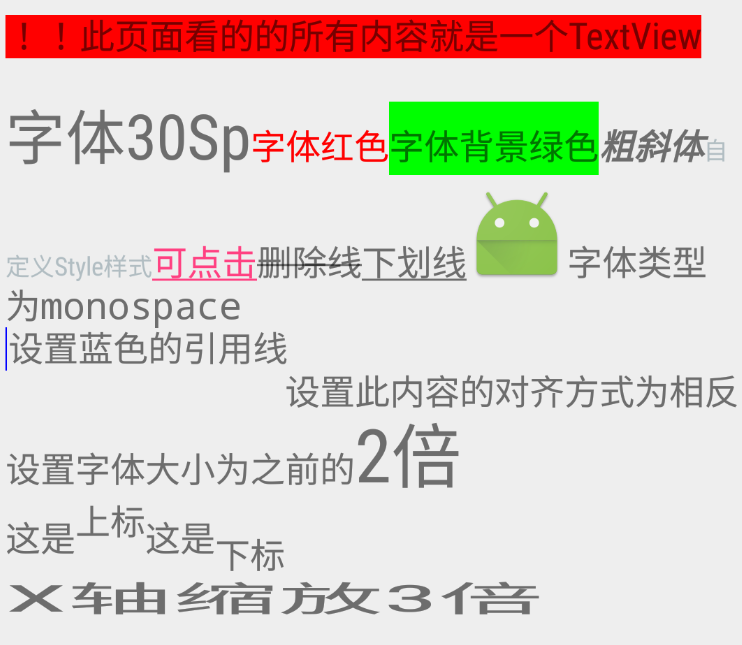 ！！此页面看的的所有内容就是一个TextView
字体30Sp字体红色字体背景绿色粗斜体自
定义Style样式可点击删除线下划线 字体类型
为monospace
设置蓝色的引用线
设置此内容的对齐方式为相反
设置字体大小为之前的2倍
这是上标这是下标
X轴缩放3倍